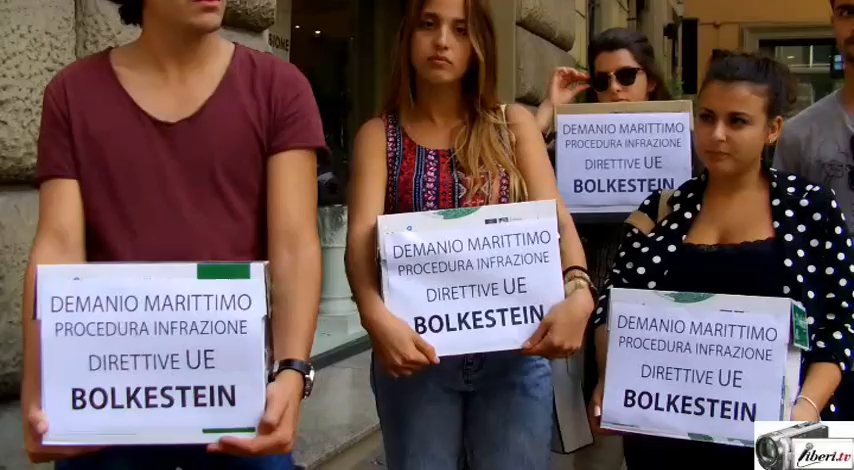 IONE
DEMANIO MARITTIMO
PROCEDURA INFRAZIONE
DIRETTIVE UE
BOLKESTEIN
DEMANIO MARITTIMO
PROCEDURA INFRAZIONE
DIRETTIVE UE
BOLKESTEIN
DEMANIO MARITTIMO
PROCEDURA INFRAZIONE
DIRETTIVE UE
BOLKESTEIN
DEMANIO MARITTIMO
PROCEDURA INFRAZIONE
DIRETTIVE UE
BOLKESTEIN
liberi.tv